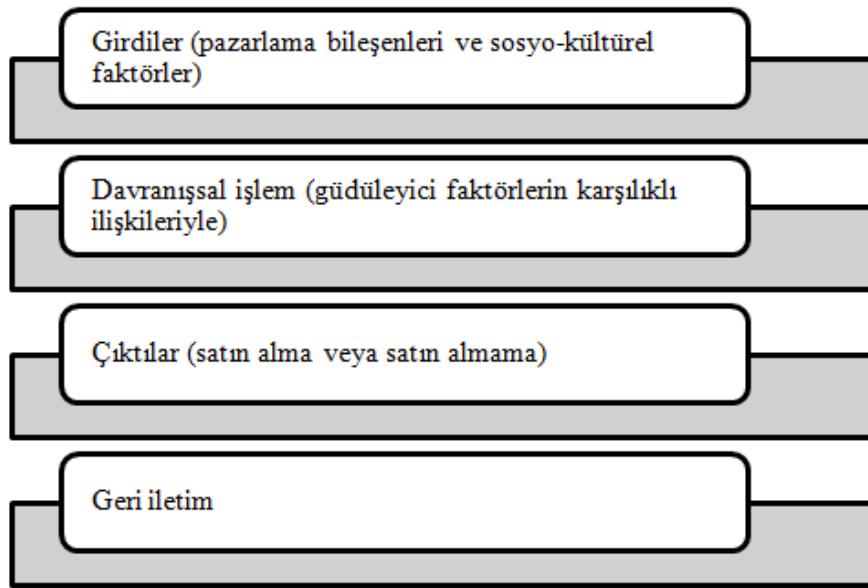 Girdiler (pazarlama bileşenleri ve sosyo-kültürel
faktörler)
Davranışsal işlem (güdüleyici faktörlerin karşılıklı
ilişkileriyle)
Çıktılar (satın alma veya satın almama)
Geri iletim